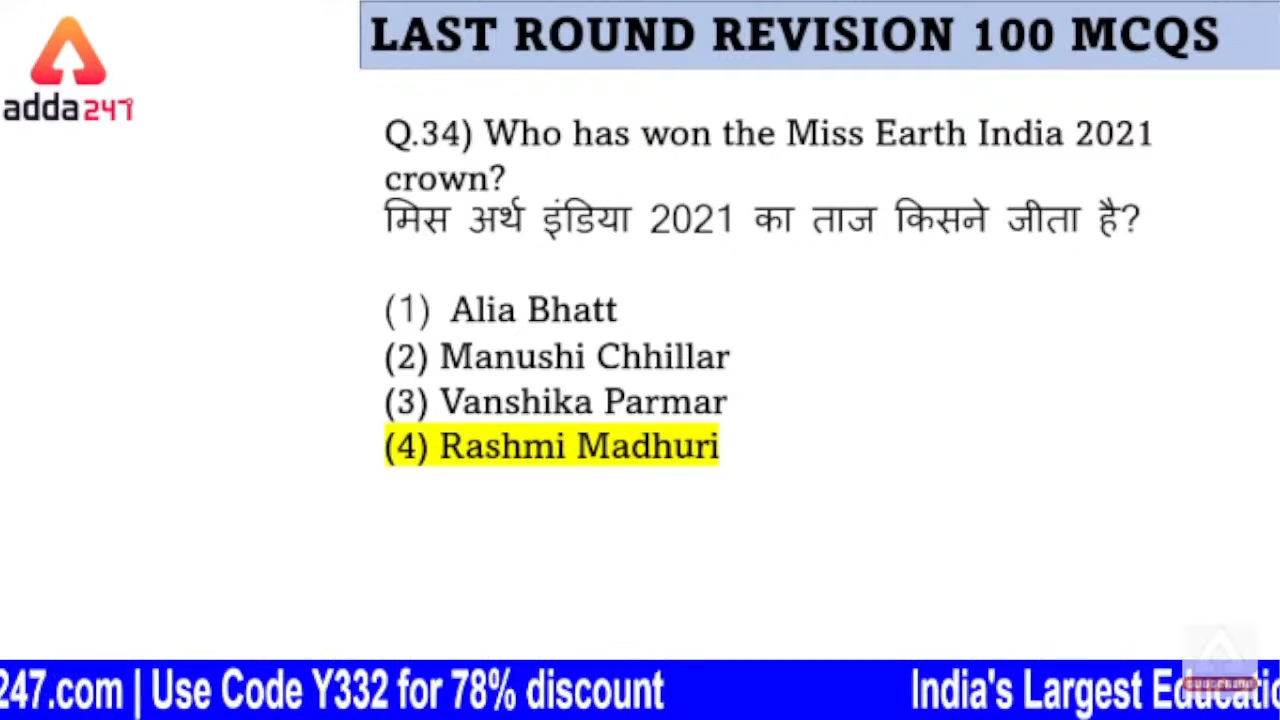 LAST ROUND REVISION 100 MCQS
adda247
Q.34) Who has won the Miss Earth India 2021
crown?
मिस अर्थ इंडिया 2021 का ताज किसने जीता है?
(1) Alia Bhatt
(2) Manushi Chhillar
(3) Vanshika Parmar
(4) Rashmi Madhuri
247.com | Use Code Y332 for 78% discount India's Largest
SUBSCRIBE